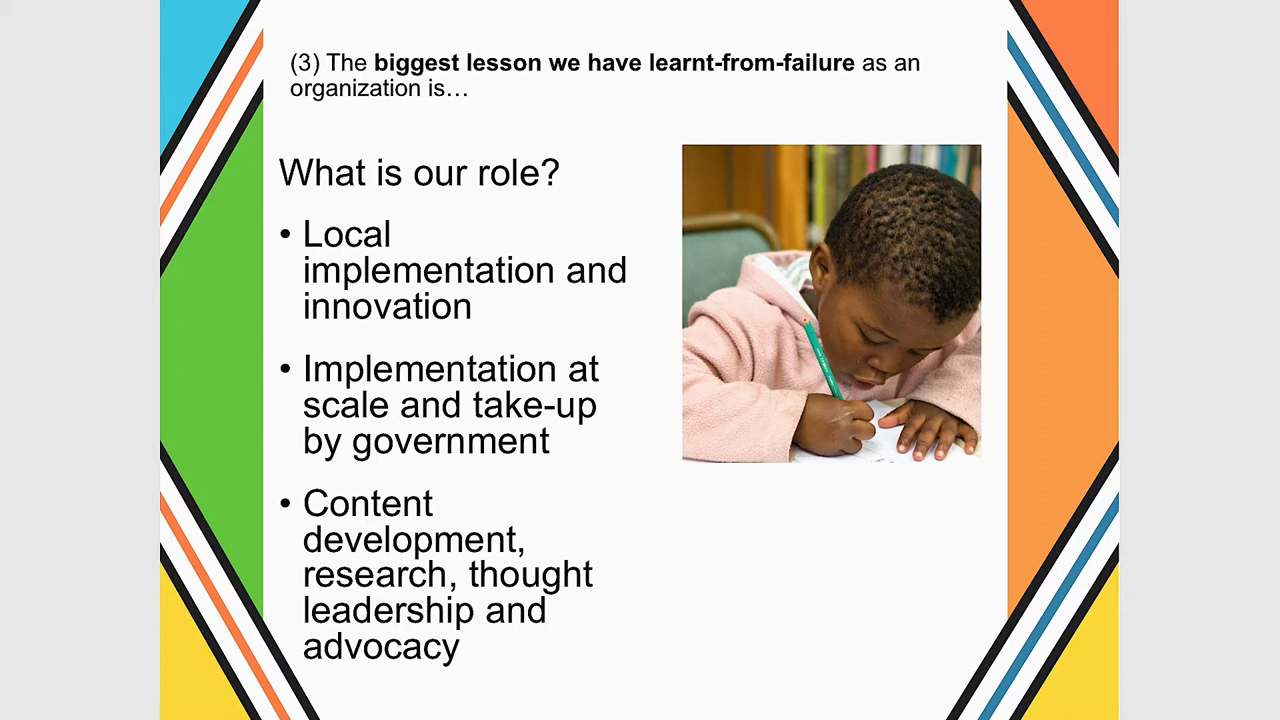 (3) The biggest lesson we have learnt-from-failure as an
organization is…
What is our role?
• Local
implementation and
innovation
• Implementation at
scale and take-up
by government
• Content
development,
research, thought
leadership and
advocacy